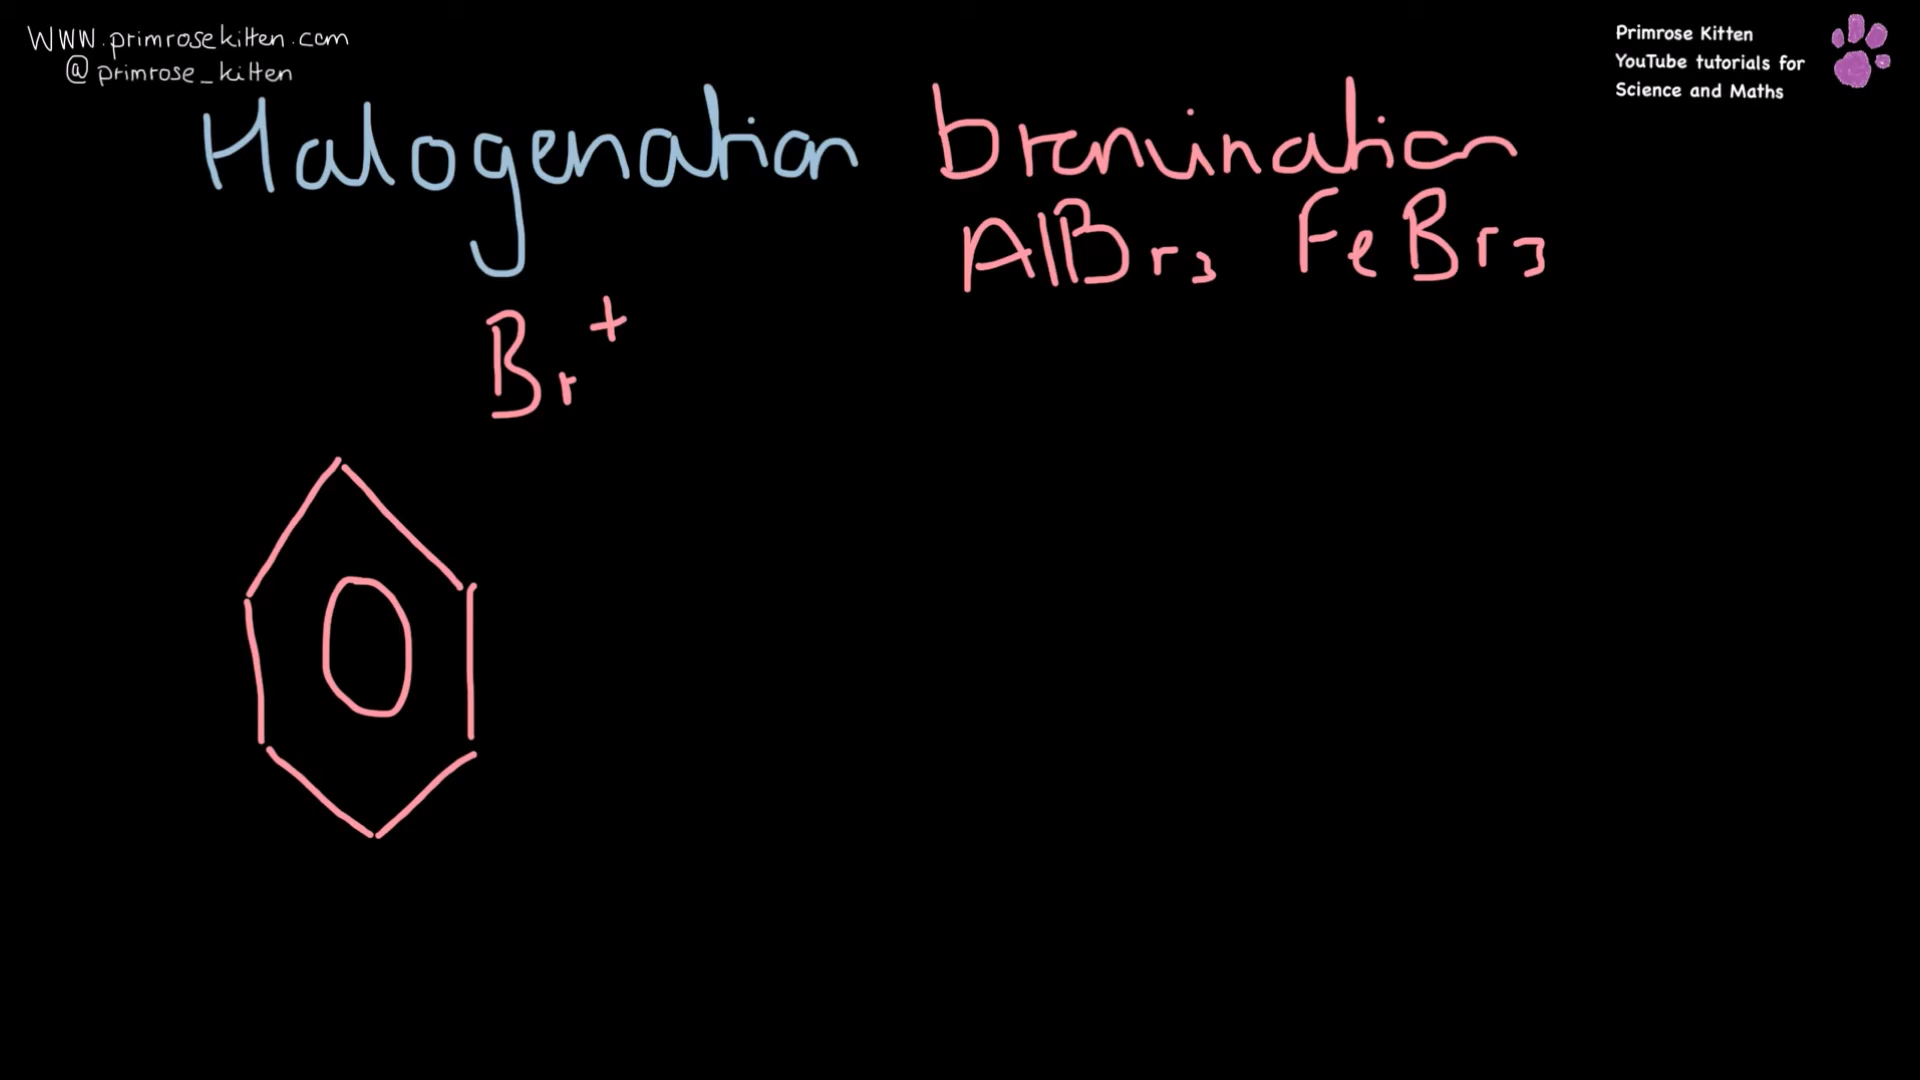 www.primrosekitten.com
@primrose_kitten
Primrose Kitten
YouTube tutorials for
Science and Maths
Halogenation bromination
AlBr₃ FeBr₃
Br⁺